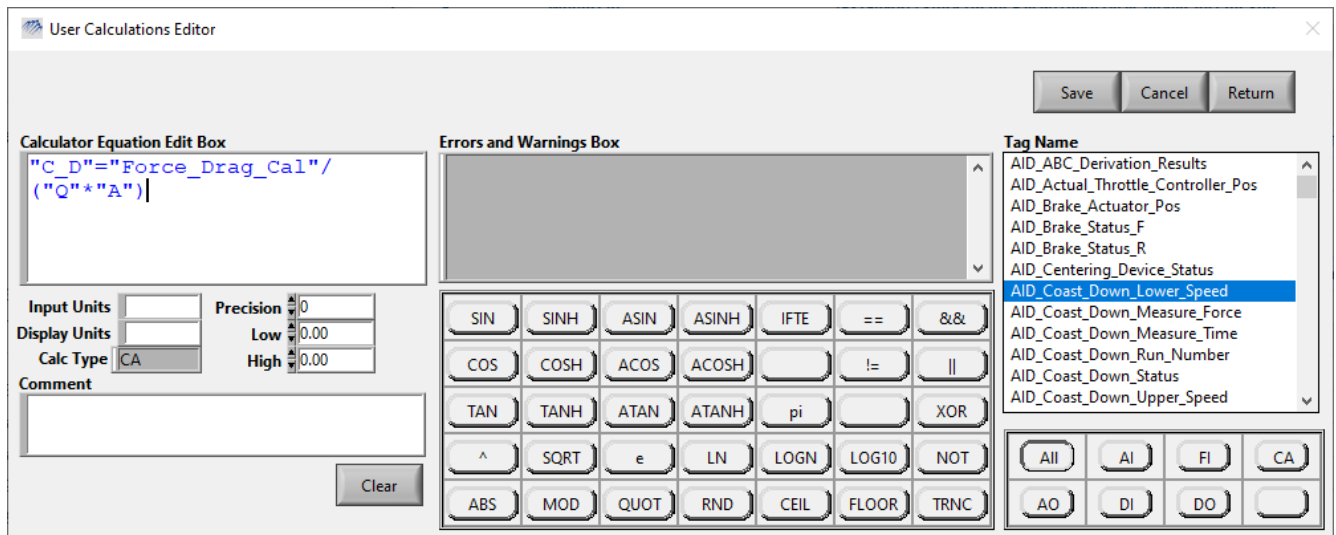 User Calculations Editor
Save Cancel Return
Calculator Equation Edit Box
"C_D"="Force_Drag_Cal"/
("Q"*"A")
Input Units
Display Units
Calc Type CA
Precision 0
Low 0.00
High 0.00
Comment
Clear
Errors and Warnings Box
SIN SINH ASIN ASINH IFTE == &&
COS COSH ACOS ACOSH != ||
TAN TANH ATAN ATANH pi XOR
^ SQRT e LN LOGN LOG10 NOT
ABS MOD QUOT RND CEIL FLOOR TRNC
Tag Name
AID_ABC_Derivation_Results
AID_Actual_Throttle_Controller_Pos
AID_Brake_Actuator_Pos
AID_Brake_Status_F
AID_Brake_Status_R
AID_Centering_Device_Status
AID_Coast_Down_Lower_Speed
AID_Coast_Down_Measure_Force
AID_Coast_Down_Measure_Time
AID_Coast_Down_Run_Number
AID_Coast_Down_Status
AID_Coast_Down_Upper_Speed
All AI FI CA
AO DI DO